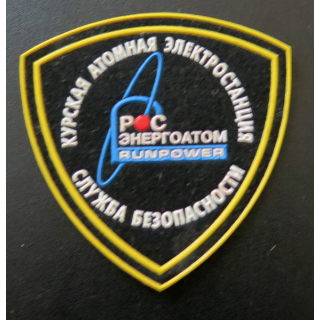 КУРСКАЯ АТОМНАЯ ЭЛЕКТРОСТАНЦИЯ
РОС
ЭНЕРГОАТОМ
RUNPOWER
СЛУЖБА БЕЗОПАСНОСТИ